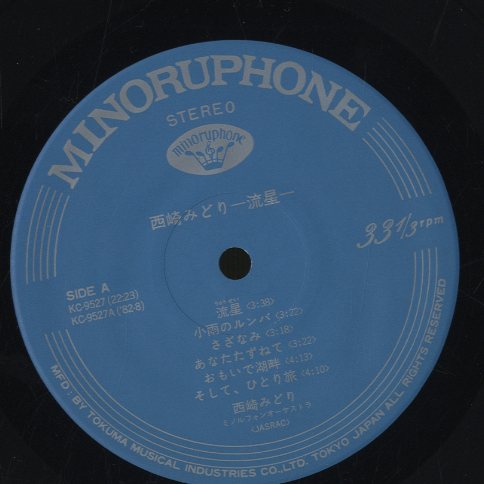 MINORUPHONE
STEREO
minoryphone
西崎みどり―流星―
33 1/3 rpm
SIDE A
KC-9527 (22:23)
KC-9527A ('82·8)
流星 (3:38)
小雨のルンバ (3:22)
さざなみ (3:18)
あなたたずねて (3:22)
おもいで湖畔 (4:13)
そして、ひとり旅 (4:10)
西崎みどり
ミノルフォンオーケストラ
(JASRAC)
MFD. BY TOKUMA MUSICAL INDUSTRIES CO., LTD. TOKYO JAPAN ALL RIGHTS RESERVED